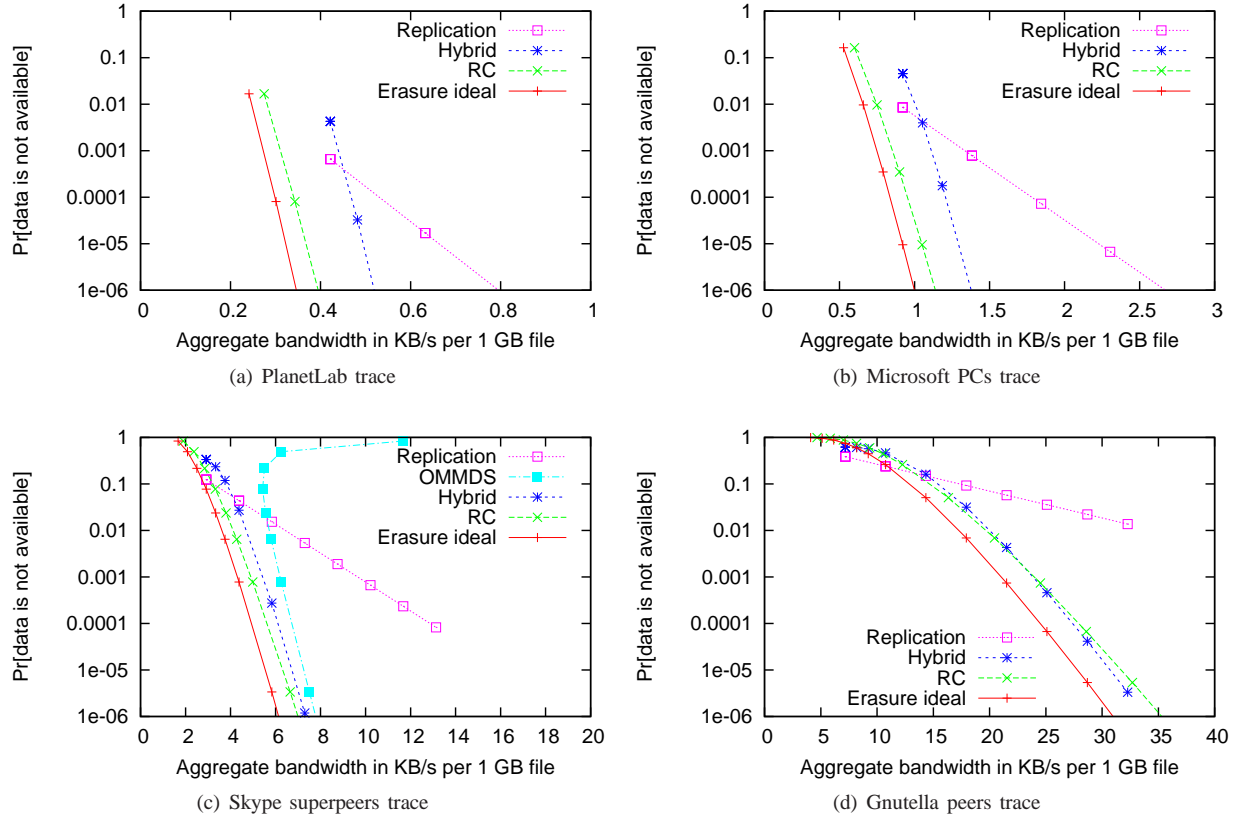 1
0.1
0.01
0.001
0.0001
1e-05
1e-06
Pr[data is not available]
Replication
Hybrid
RC
Erasure ideal
0 0.2 0.4 0.6 0.8 1
Aggregate bandwidth in KB/s per 1 GB file
(a) PlanetLab trace
1
0.1
0.01
0.001
0.0001
1e-05
1e-06
Pr[data is not available]
Replication
Hybrid
RC
Erasure ideal
0 0.5 1 1.5 2 2.5 3
Aggregate bandwidth in KB/s per 1 GB file
(b) Microsoft PCs trace
1
0.1
0.01
0.001
0.0001
1e-05
1e-06
Pr[data is not available]
Replication
OMMDS
Hybrid
RC
Erasure ideal
0 2 4 6 8 10 12 14 16 18 20
Aggregate bandwidth in KB/s per 1 GB file
(c) Skype superpeers trace
1
0.1
0.01
0.001
0.0001
1e-05
1e-06
Pr[data is not available]
Replication
Hybrid
RC
Erasure ideal
0 5 10 15 20 25 30 35 40
Aggregate bandwidth in KB/s per 1 GB file
(d) Gnutella peers trace